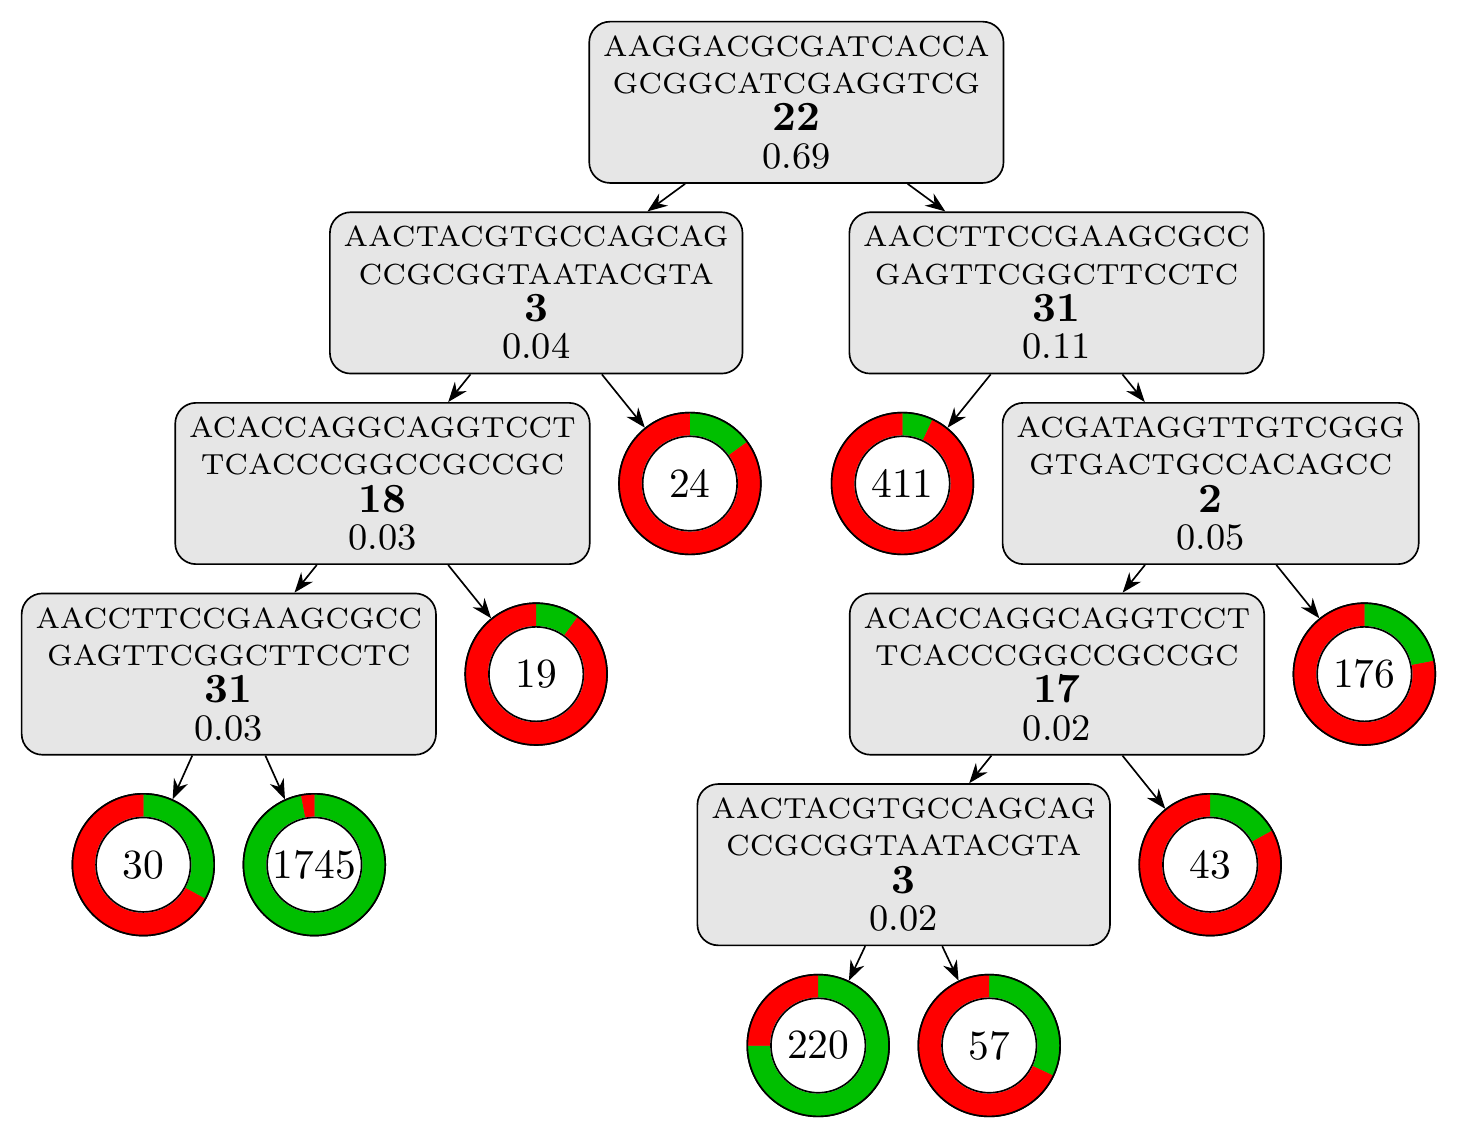 AAGGACGCGATCACCA
GCGGCATCGAGGTCG
22
0.69
AACTACGTGCCAGCAG
CCGCGGTAATACGTA
3
0.04
AACCTTCCGAAGCGCC
GAGTTCGGCTTCCTC
31
0.11
ACACCAGGCAGGTCCT
TCACCCGGCCGCCGC
18
0.03
24
411
ACGATAGGTTGTCGGG
GTGACTGCCACAGCC
2
0.05
AACCTTCCGAAGCGCC
GAGTTCGGCTTCCTC
31
0.03
19
ACACCAGGCAGGTCCT
TCACCCGGCCGCCGC
17
0.02
176
30
1745
AACTACGTGCCAGCAG
CCGCGGTAATACGTA
3
0.02
43
220
57